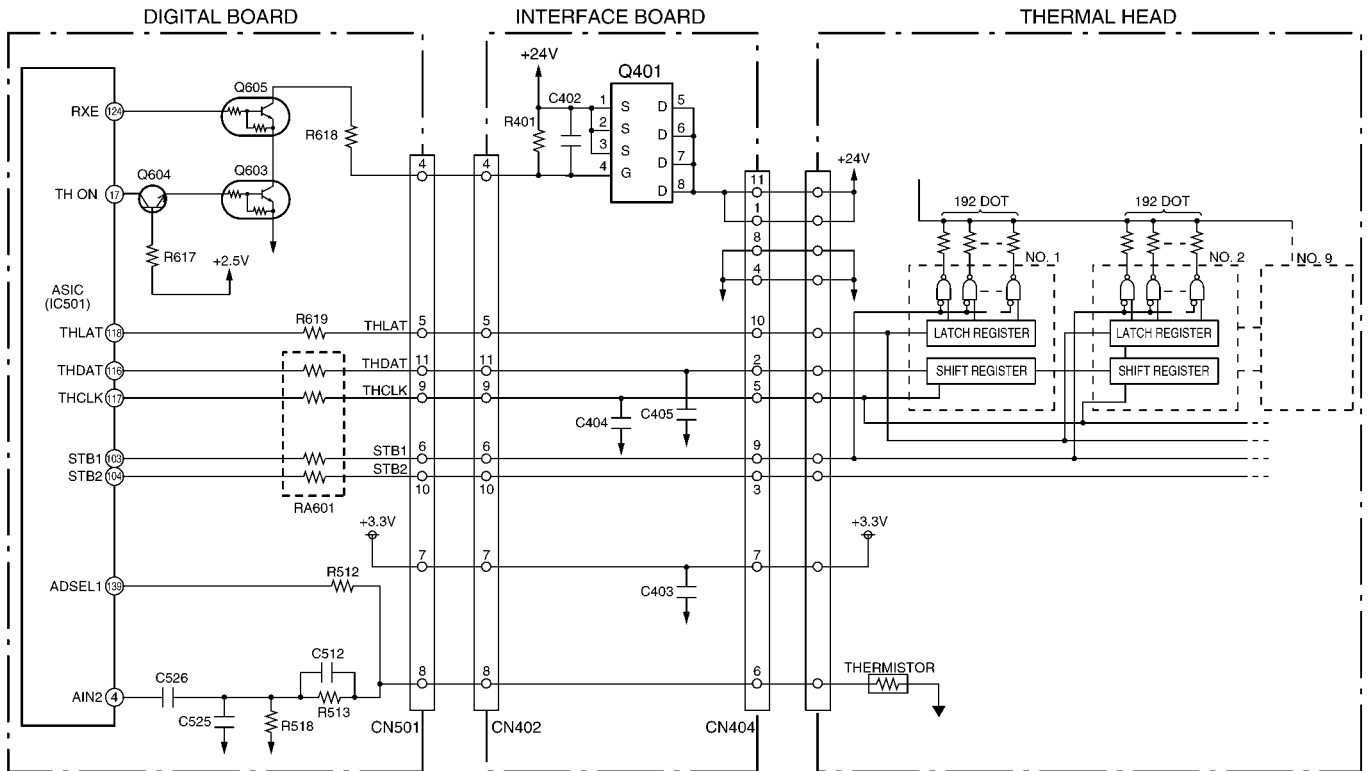 DIGITAL BOARD
INTERFACE BOARD
THERMAL HEAD
ASIC
(IC501)
RXE
124
Q605
R618
TH ON
17
Q604
Q603
R617
+2.5V
THLAT
118
R619
THLAT
THDAT
116
THCLK
117
THCLK
STB1
103
STB1
STB2
104
STB2
RA601
+3.3V
ADSEL1
139
R512
AIN2
4
C526
C525
R518
C512
R513
4
5
11
9
6
10
7
8
CN501
4
5
11
9
6
10
7
8
CN402
+24V
R401
C402
Q401
1 S D 5
2 S D 6
3 S D 7
4 G D 8
C404
C405
C403
11
1
8
4
10
2
5
9
3
7
6
CN404
+24V
+3.3V
THERMISTOR
192 DOT
192 DOT
NO. 1
NO. 2
NO. 9
LATCH REGISTER
LATCH REGISTER
SHIFT REGISTER
SHIFT REGISTER